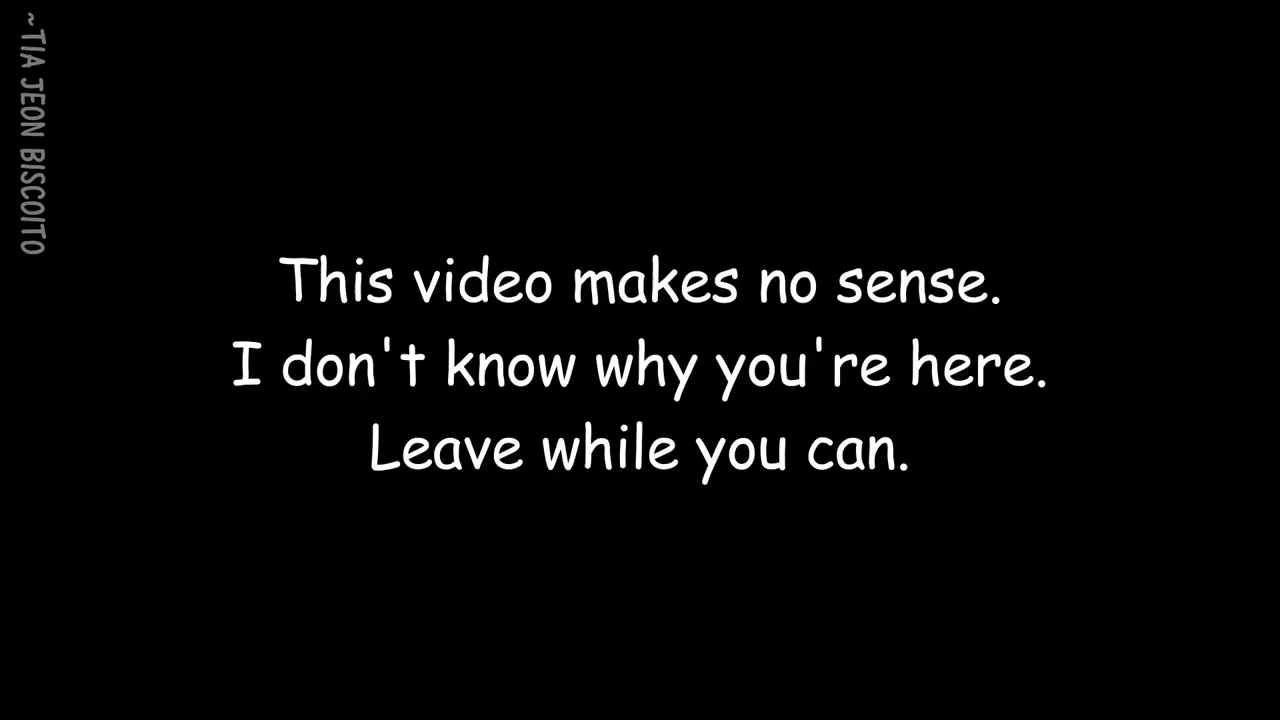 ~TIA JEON BISCOITO
This video makes no sense.
I don't know why you're here.
Leave while you can.